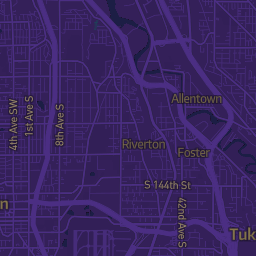 Allentown
4th Ave SW
1st Ave S
8th Ave S
Riverton
Foster
S 144th St
42nd Ave S
n
Tuk